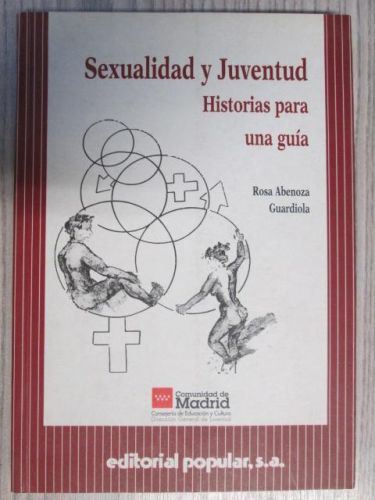 Sexualidad y Juventud
Historias para
una guía
Rosa Abenoza
Guardiola
Comunidad de
Madrid
Consejería de Educación y Cultura
Dirección General de Juventud
editorial popular, s.a.